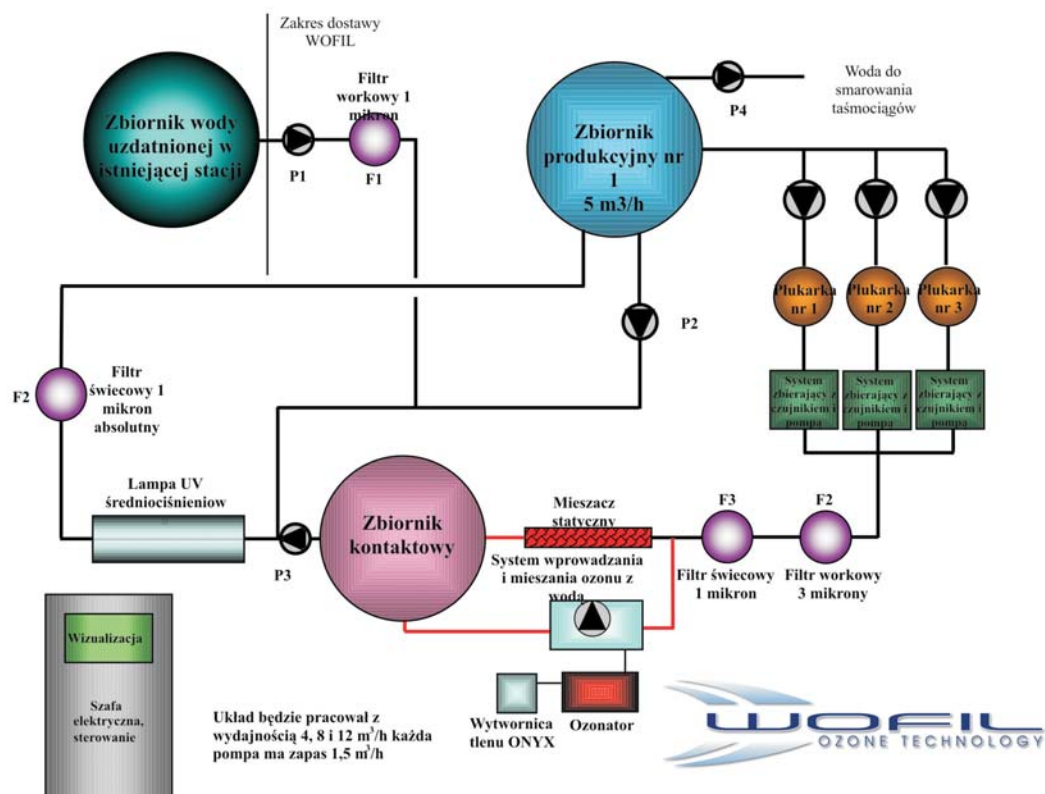 Zakres dostawy
WOFIL
Filtr
workowy 1
mikron
Zbiornik wody
uzdatnionej w
istniejącej stacji
P1
F1
Zbiornik
produkcyjny nr
1
5 m3/h
P4
Woda do
smarowania
taśmociągów
Płukarka
nr 1
Płukarka
nr 2
Płukarka
nr 3
P2
F2
Filtr
świecowy 1
mikron
absolutny
System
zbierający z
czujnikiem i
pompą
System
zbierający z
czujnikiem i
pompą
System
zbierający z
czujnikiem i
pompą
Lampa UV
średniociśnieniow
P3
Zbiornik
kontaktowy
Mieszacz
statyczny
System wprowadzania
i mieszania ozonu z
wodą
F3
Filtr świecowy
1 mikron
F2
Filtr workowy
3 mikrony
Wizualizacja
Szafa
elektryczna,
sterowanie
Układ będzie pracował z
wydajnością 4, 8 i 12 m³/h każda
pompa ma zapas 1,5 m³/h
Wytwornica
tlenu ONYX
Ozonator
WOFIL
OZONE TECHNOLOGY